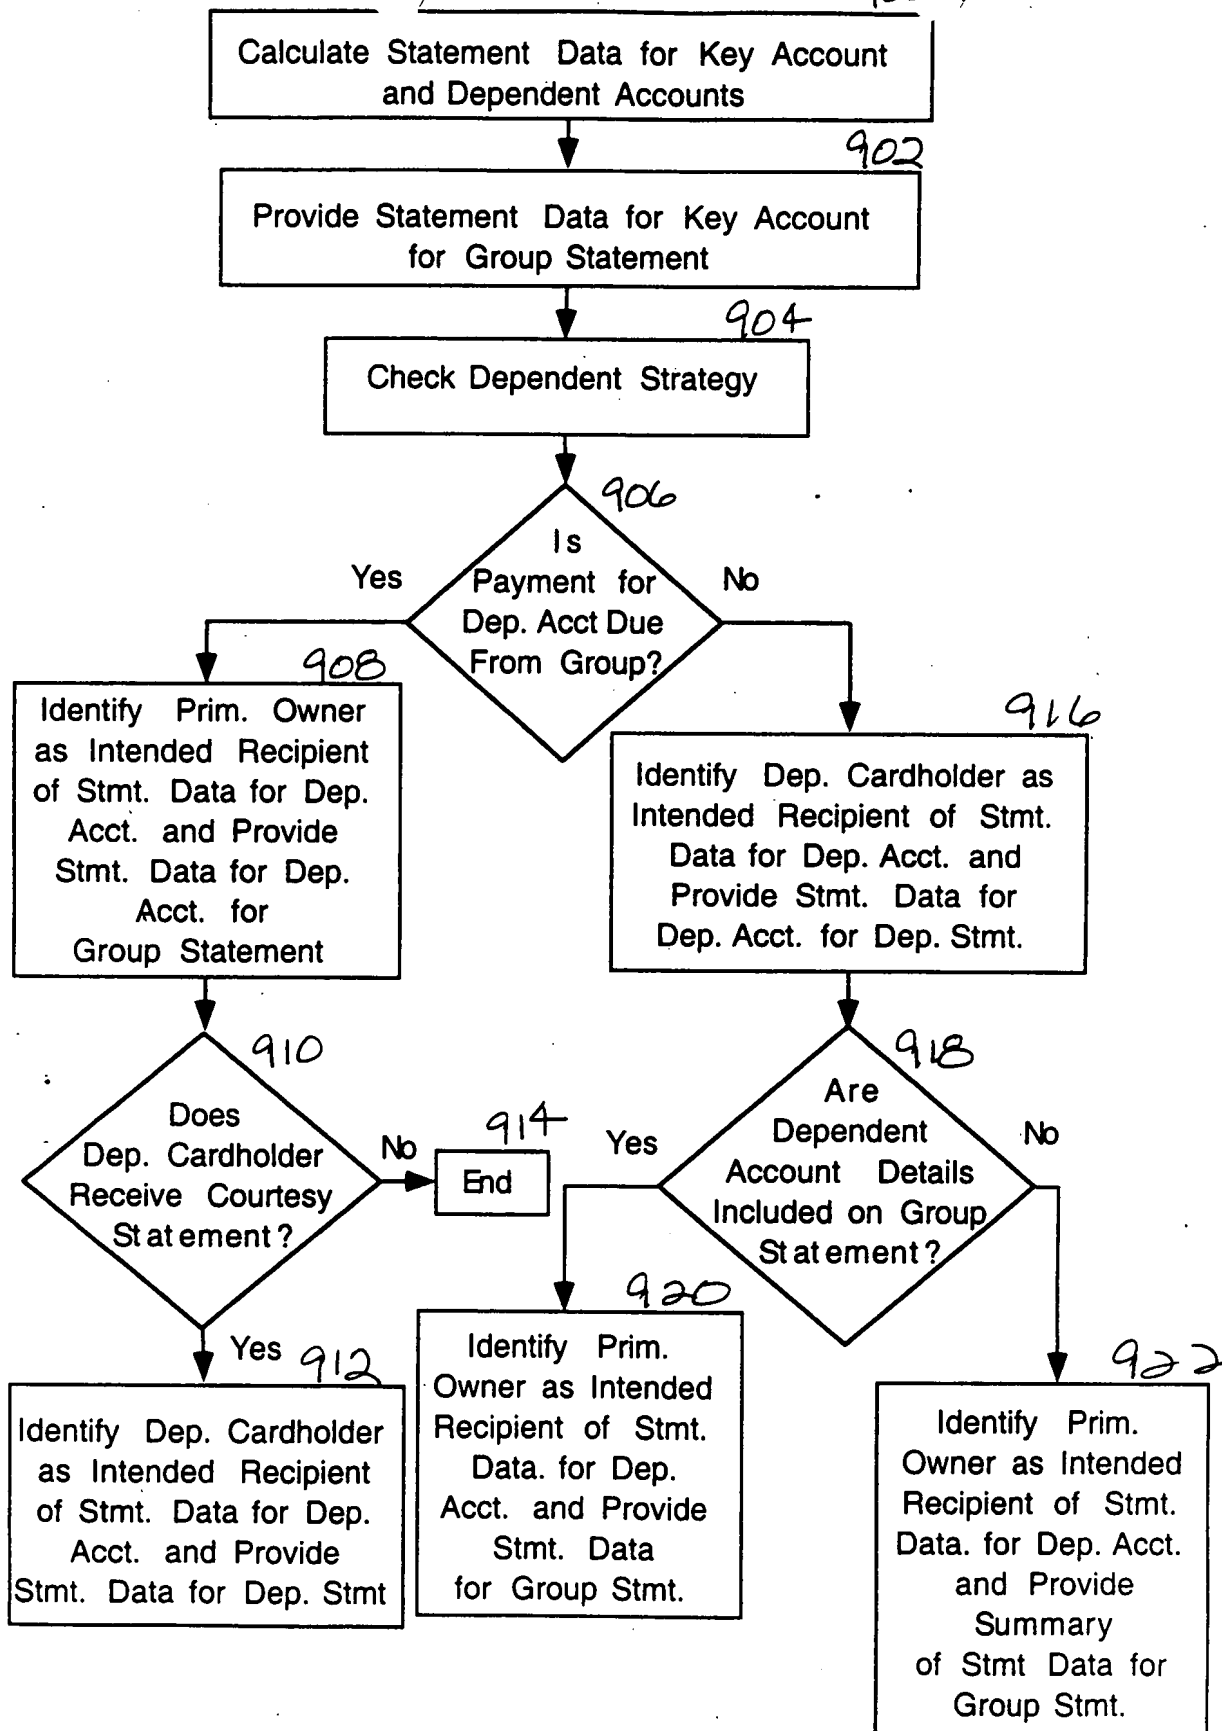 Calculate Statement Data for Key Account
and Dependent Accounts
902
Provide Statement Data for Key Account
for Group Statement
904
Check Dependent Strategy
906
Is
Payment for
Dep. Acct Due
From Group?
Yes
No
908
Identify Prim. Owner
as Intended Recipient
of Stmt. Data for Dep.
Acct. and Provide
Stmt. Data for Dep.
Acct. for
Group Statement
916
Identify Dep. Cardholder as
Intended Recipient of Stmt.
Data for Dep. Acct. and
Provide Stmt. Data for
Dep. Acct. for Dep. Stmt.
910
Does
Dep. Cardholder
Receive Courtesy
Statement?
No
914
End
Yes
918
Are
Dependent
Account Details
Included on Group
Statement?
Yes
No
912
Identify Dep. Cardholder
as Intended Recipient
of Stmt. Data for Dep.
Acct. and Provide
Stmt. Data for Dep. Stmt
920
Identify Prim.
Owner as Intended
Recipient of Stmt.
Data. for Dep.
Acct. and Provide
Stmt. Data
for Group Stmt.
922
Identify Prim.
Owner as Intended
Recipient of Stmt.
Data. for Dep. Acct.
and Provide
Summary
of Stmt Data for
Group Stmt.